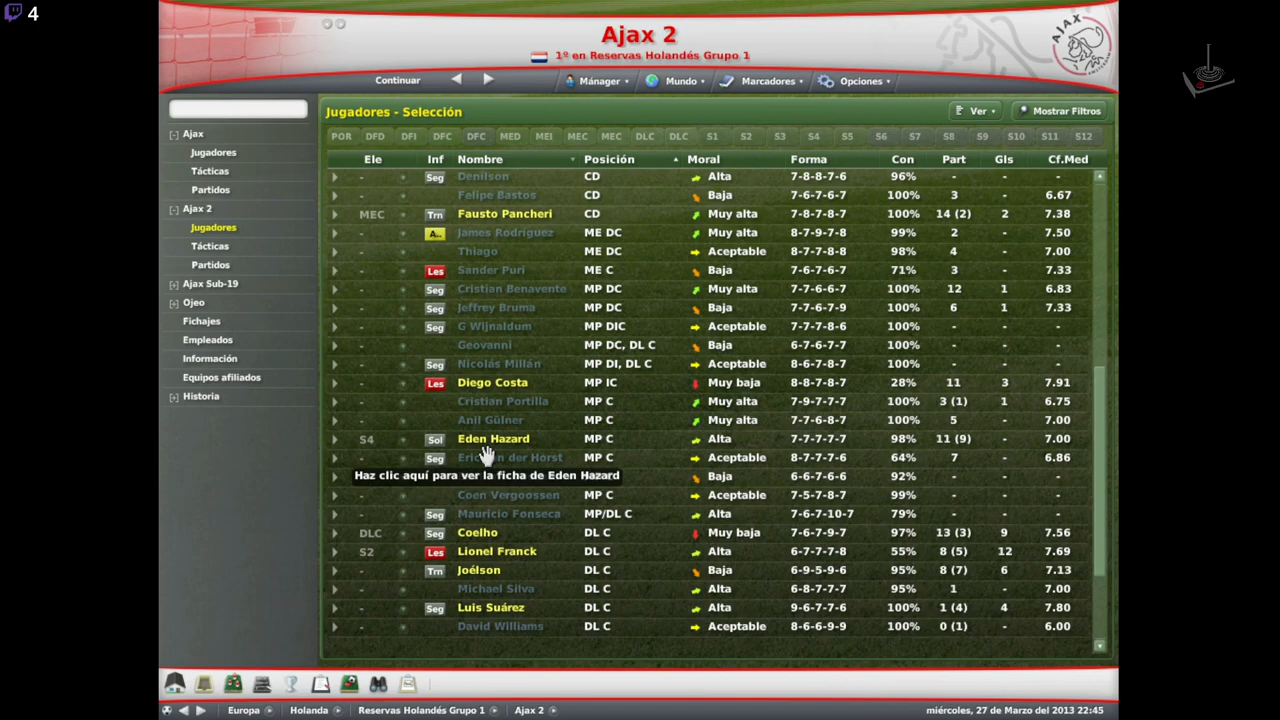 4
Ajax 2
1º en Reservas Holandés Grupo 1
AJAX
Continuar Mánager Mundo Marcadores Opciones
Jugadores - Selección Ver Mostrar Filtros
POR DFD DFI DFC DFC MED MEI MEC MEC DLC DLC S1 S2 S3 S4 S5 S6 S7 S8 S9 S10 S11 S12
[-] Ajax
Jugadores
Tácticas
Partidos
[-] Ajax 2
Jugadores
Tácticas
Partidos
[+] Ajax Sub-19
[+] Ojeo
Fichajes
Empleados
Información
Equipos afiliados
[+] Historia
Ele Inf Nombre Posición Moral Forma Con Part Gls Cf.Med
- Seg Denilson CD Alta 7-8-8-7-6 96% - - -
- Felipe Bastos CD Baja 7-7-6-7-6 100% 3 - 6.67
MEC Trn Fausto Pancheri CD Muy alta 7-8-7-8-7 100% 14 (2) 2 7.38
- A.. James Rodríguez ME DC Muy alta 8-7-9-7-8 99% 2 - 7.50
- Thiago ME DC Aceptable 8-7-7-8-8 98% 4 - 7.00
- Les Sander Puri ME C Baja 7-6-7-6-7 71% 3 - 7.33
- Seg Cristian Benavente MP DC Muy alta 7-7-6-6-7 100% 12 1 6.83
- Seg Jeffrey Bruma MP DC Baja 7-7-6-7-9 100% 6 1 7.33
- Seg G Wijnaldum MP DIC Aceptable 7-7-7-8-6 100% - - -
- Geovanni MP DC, DL C Baja 6-7-6-7-7 100% - - -
- Seg Nicolás Millán MP DI, DL C Aceptable 8-6-7-8-7 100% - - -
- Les Diego Costa MP IC Muy baja 8-8-7-8-7 28% 11 3 7.91
- Cristian Portilla MP C Muy alta 7-9-7-7-7 100% 3 (1) 1 6.75
- Anil Gülner MP C Muy alta 7-7-6-8-7 100% 5 - 7.00
S4 Sol Eden Hazard MP C Alta 7-7-7-7-7 98% 11 (9) - 7.00
- Seg MP C Aceptable 8-7-7-8-6 64% 7 - 6.86
Haz clic aquí para ver la ficha de Eden Hazard Baja 6-6-7-6-6 92% - - -
- Coen Vergoossen MP C Aceptable 7-5-7-8-7 99% - - -
- Seg Mauricio Fonseca MP/DL C Alta 7-6-7-10-7 79% - - -
DLC Seg Coelho DL C Muy baja 7-6-7-9-7 97% 13 (3) 9 7.56
S2 Les Lionel Franck DL C Alta 6-7-7-7-8 55% 8 (5) 12 7.69
- Trn Joélson DL C Baja 6-9-5-9-6 95% 8 (7) 6 7.13
- Michael Silva DL C Alta 6-8-7-7-7 95% 1 - 7.00
- Seg Luis Suárez DL C Alta 9-6-7-7-6 100% 1 (4) 4 7.80
- David Williams DL C Aceptable 8-6-6-9-9 100% 0 (1) - 6.00
Europa Holanda Reservas Holandés Grupo 1 Ajax 2 miércoles, 27 de Marzo del 2013 22:45